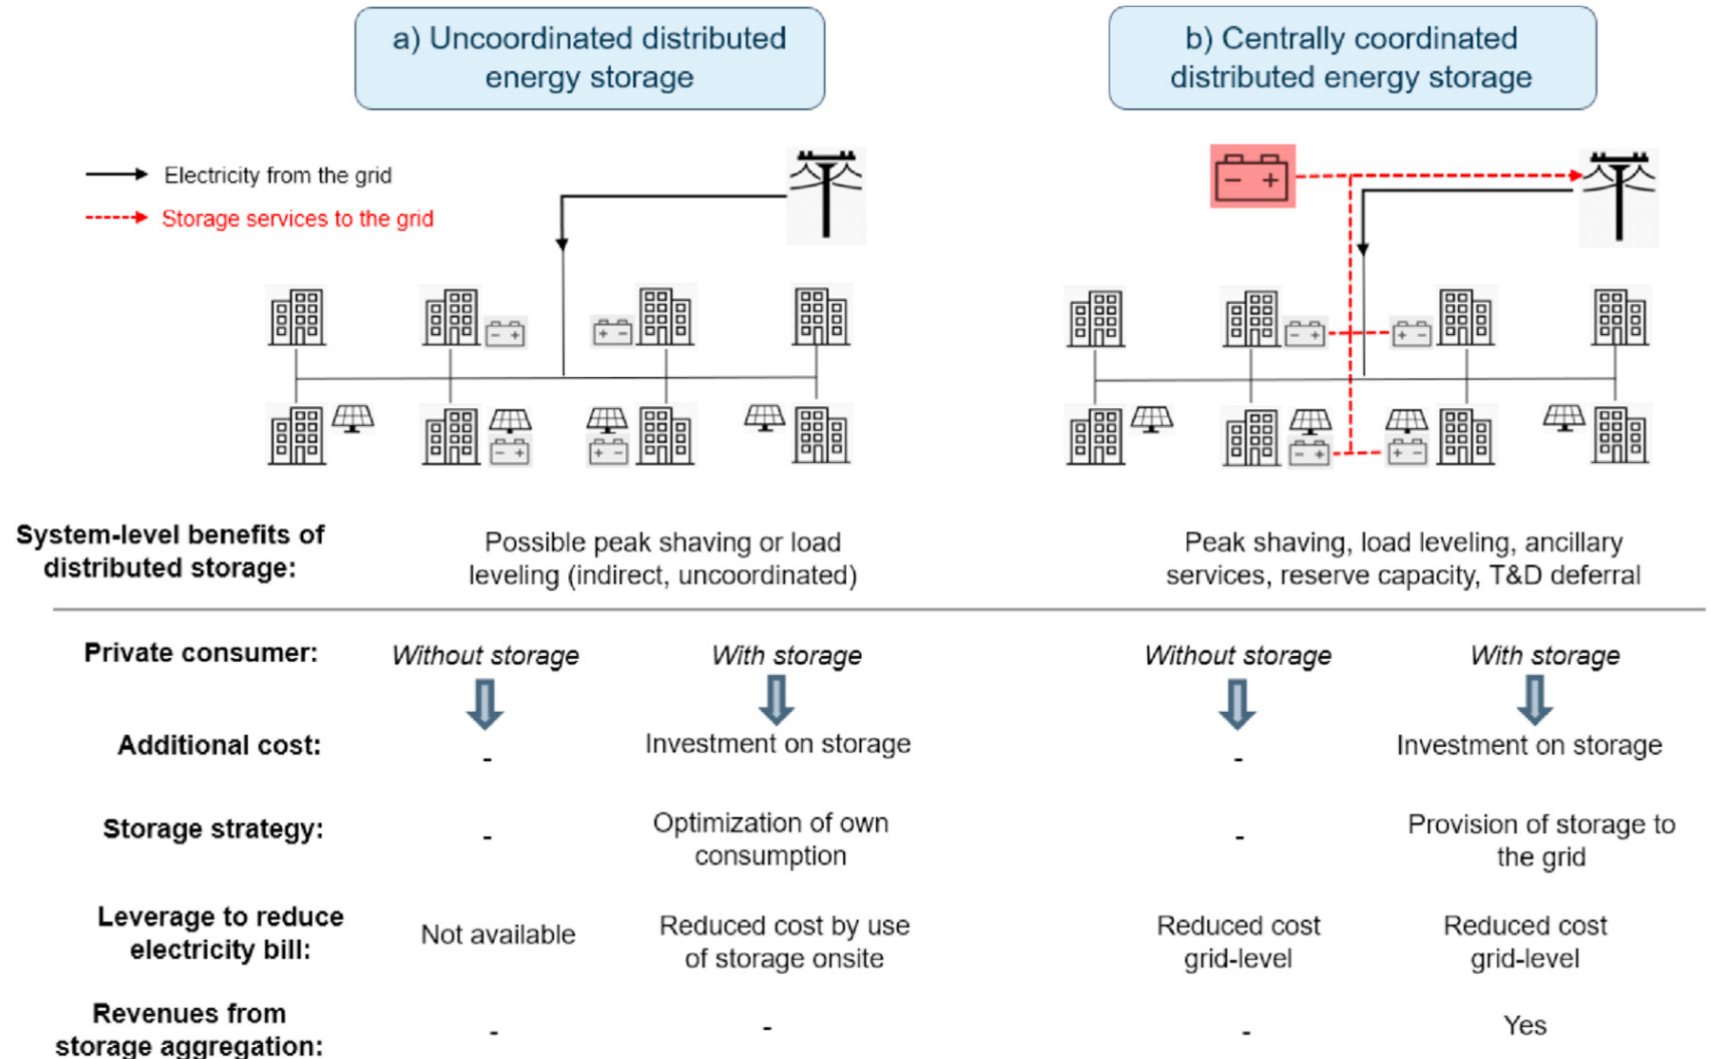 a) Uncoordinated distributed
energy storage
b) Centrally coordinated
distributed energy storage
Electricity from the grid
Storage services to the grid
System-level benefits of
distributed storage:
Possible peak shaving or load
leveling (indirect, uncoordinated)
Peak shaving, load leveling, ancillary
services, reserve capacity, T&D deferral
Private consumer:
Without storage
With storage
Without storage
With storage
Additional cost:
-
Investment on storage
-
Investment on storage
Storage strategy:
-
Optimization of own
consumption
-
Provision of storage to
the grid
Leverage to reduce
electricity bill:
Not available
Reduced cost by use
of storage onsite
Reduced cost
grid-level
Reduced cost
grid-level
Revenues from
storage aggregation:
-
-
-
Yes